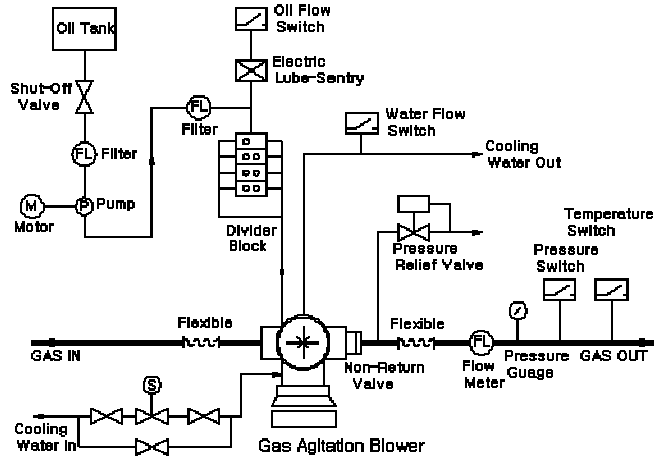 Oil Tank
Oil Flow
Switch
Electric
Lube-Sentry
Shut-Off
Valve
FL
Filter
FL
Filter
Water Flow
Switch
Cooling
Water Out
M
Motor
P
Pump
Divider
Block
Pressure
Relief Valve
Temperature
Switch
Pressure
Switch
Flexible
Flexible
GAS IN
Non-Return
Valve
FL
Flow
Meter
Pressure
Guage
GAS OUT
S
Cooling
Water In
Gas Agitation Blower